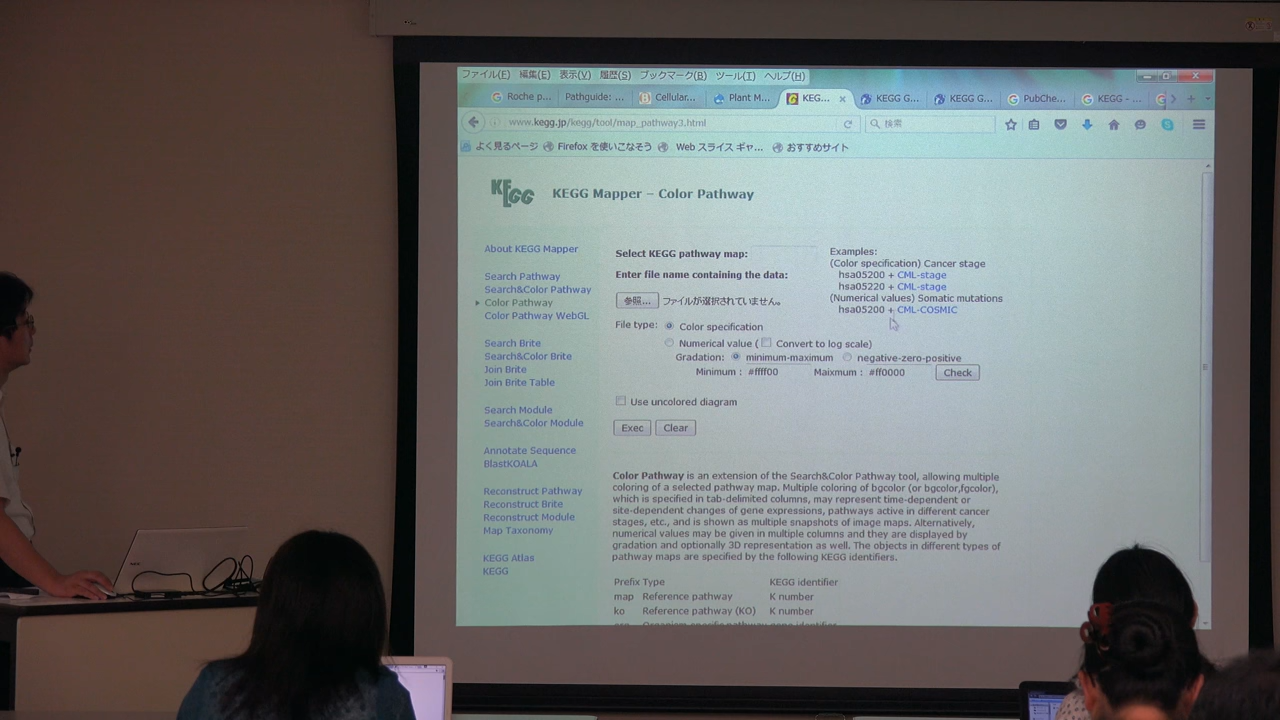 ファイル(F) 編集(E) 表示(V) 履歴(S) ブックマーク(B) ツール(T) ヘルプ(H)
Roche p... Pathguide: ... Cellular... Plant M... KEG... KEGG G... KEGG G... PubChe... KEGG - ...
www.kegg.jp/kegg/tool/map_pathway3.html 検索
よく見るページ Firefox を使いこなそう Web スライス ギャ... おすすめサイト
KEGG KEGG Mapper – Color Pathway
About KEGG Mapper
Search Pathway
Search&Color Pathway
Color Pathway
Color Pathway WebGL
Search Brite
Search&Color Brite
Join Brite
Join Brite Table
Search Module
Search&Color Module
Annotate Sequence
BlastKOALA
Reconstruct Pathway
Reconstruct Brite
Reconstruct Module
Map Taxonomy
KEGG Atlas
KEGG
Select KEGG pathway map:
Enter file name containing the data:
参照... ファイルが選択されていません。
File type: Color specification
Numerical value ( Convert to log scale)
Gradation: minimum-maximum negative-zero-positive
Minimum : #ffff00 Maixmum : #ff0000 Check
Use uncolored diagram
Exec Clear
Examples:
(Color specification) Cancer stage
hsa05200 + CML-stage
hsa05220 + CML-stage
(Numerical values) Somatic mutations
hsa05200 + CML-COSMIC
Color Pathway is an extension of the Search&Color Pathway tool, allowing multiple
coloring of a selected pathway map. Multiple coloring of bgcolor (or bgcolor,fgcolor),
which is specified in tab-delimited columns, may represent time-dependent or
site-dependent changes of gene expressions, pathways active in different cancer
stages, etc., and is shown as multiple snapshots of image maps. Alternatively,
numerical values may be given in multiple columns and they are displayed by
gradation and optionally 3D representation as well. The objects in different types of
pathway maps are specified by the following KEGG identifiers.
Prefix Type KEGG identifier
map Reference pathway K number
ko Reference pathway (KO) K number